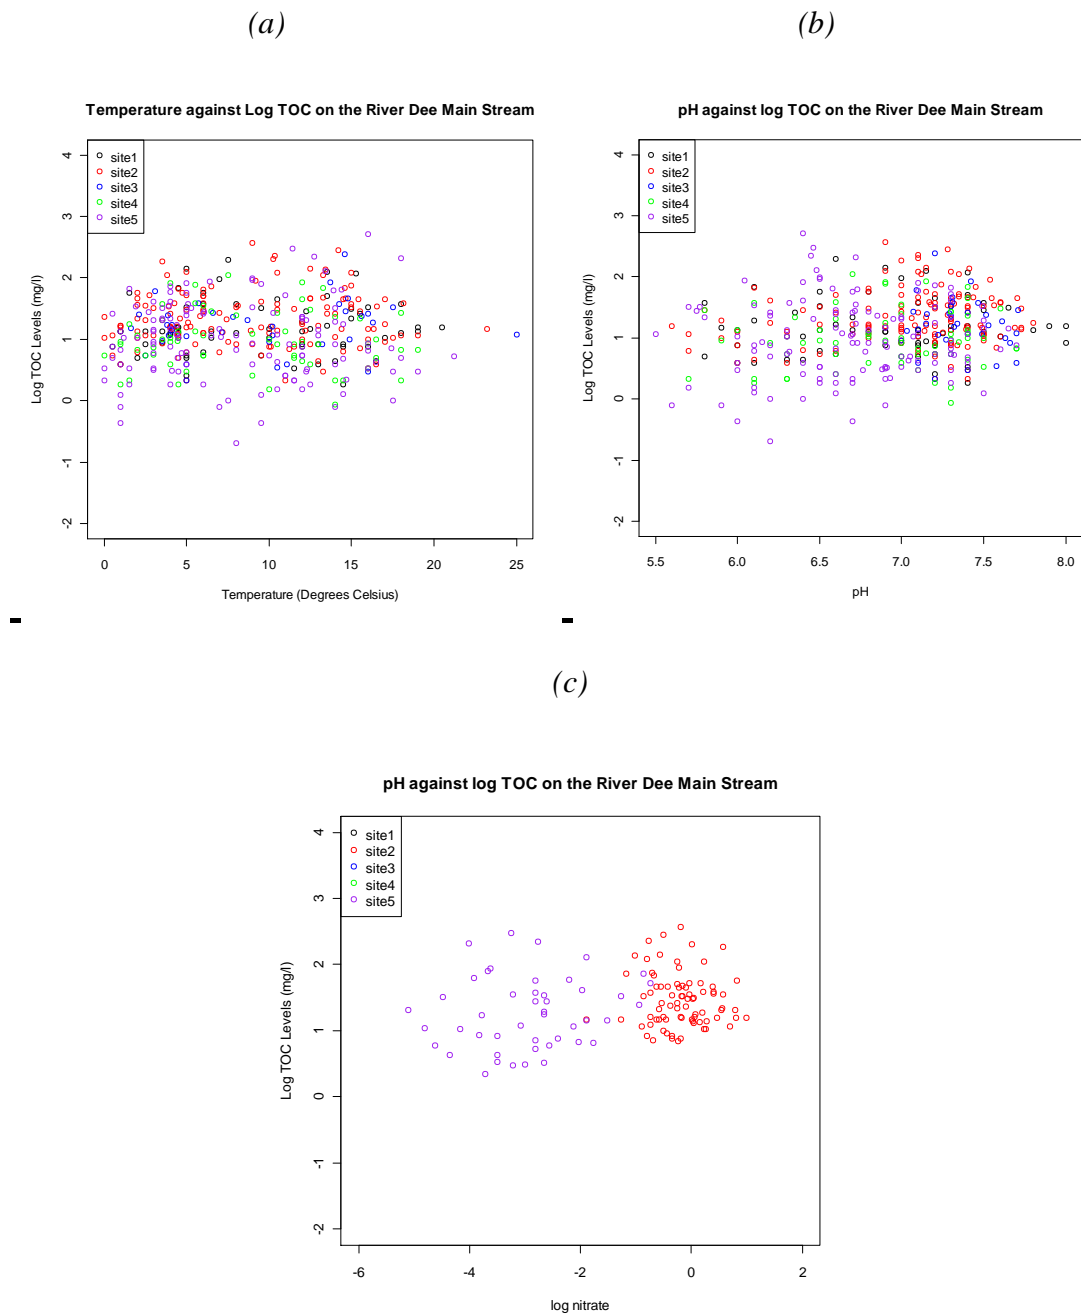 (a)
Temperature against Log TOC on the River Dee Main Stream
site1
site2
site3
site4
site5
Log TOC Levels (mg/l)
4
3
2
1
0
-1
-2
0 5 10 15 20 25
Temperature (Degrees Celsius)
(b)
pH against log TOC on the River Dee Main Stream
site1
site2
site3
site4
site5
Log TOC Levels (mg/l)
4
3
2
1
0
-1
-2
5.5 6.0 6.5 7.0 7.5 8.0
pH
(c)
pH against log TOC on the River Dee Main Stream
site1
site2
site3
site4
site5
Log TOC Levels (mg/l)
4
3
2
1
0
-1
-2
-6 -4 -2 0 2
log nitrate